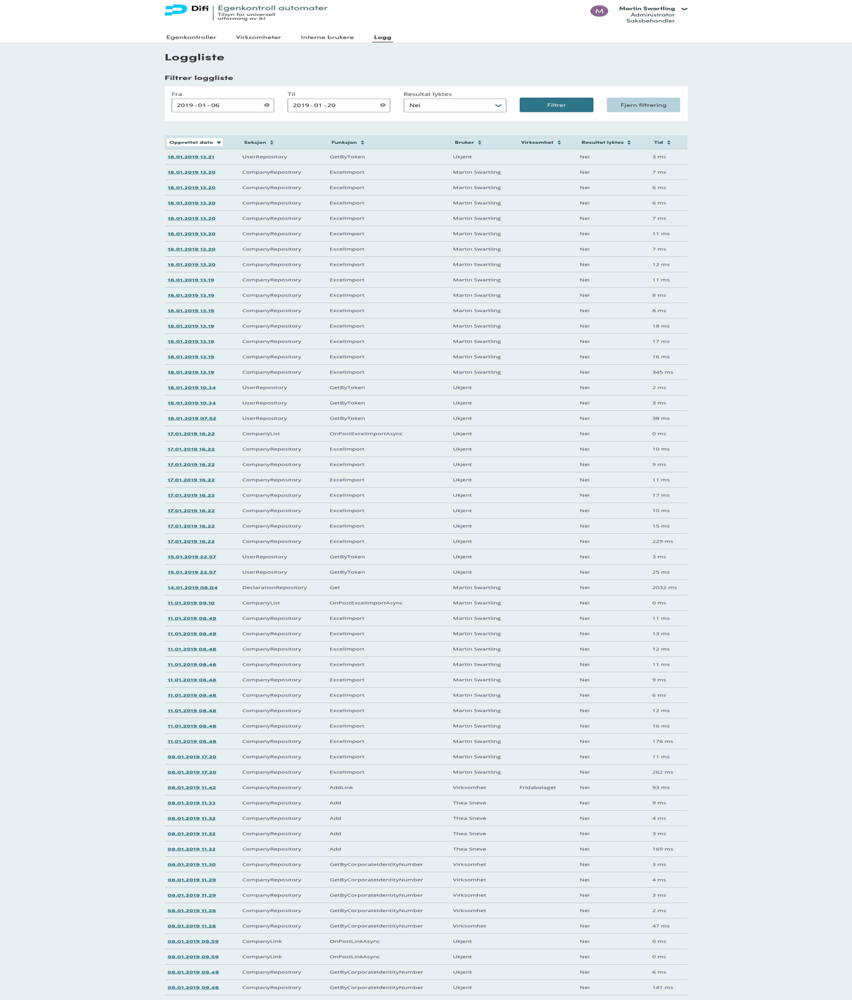 Difi
Egenkontroll automater
Tilsyn for universell
utforming av ikt
M
Martin Swartling
Administrator
Saksbehandler
Egenkontroller Virksomheter Interne brukere Logg
Loggliste
Filtrer loggliste
Fra Til Resultat lyktes
2019-01-06 2019-01-20 Nei Filtrer Fjern filtrering
Opprettet dato Seksjon Funksjon Bruker Virksomhet Resultat lyktes Tid
18.01.2019 13.21 UserRepository GetByToken Ukjent Nei 3 ms
18.01.2019 13.20 CompanyRepository ExcelImport Martin Swartling Nei 7 ms
18.01.2019 13.20 CompanyRepository ExcelImport Martin Swartling Nei 6 ms
18.01.2019 13.20 CompanyRepository ExcelImport Martin Swartling Nei 6 ms
18.01.2019 13.20 CompanyRepository ExcelImport Martin Swartling Nei 7 ms
18.01.2019 13.20 CompanyRepository ExcelImport Martin Swartling Nei 11 ms
18.01.2019 13.20 CompanyRepository ExcelImport Martin Swartling Nei 7 ms
18.01.2019 13.20 CompanyRepository ExcelImport Martin Swartling Nei 12 ms
18.01.2019 13.19 CompanyRepository ExcelImport Martin Swartling Nei 11 ms
18.01.2019 13.19 CompanyRepository ExcelImport Martin Swartling Nei 8 ms
18.01.2019 13.19 CompanyRepository ExcelImport Martin Swartling Nei 8 ms
18.01.2019 13.19 CompanyRepository ExcelImport Martin Swartling Nei 18 ms
18.01.2019 13.19 CompanyRepository ExcelImport Martin Swartling Nei 17 ms
18.01.2019 13.19 CompanyRepository ExcelImport Martin Swartling Nei 16 ms
18.01.2019 13.19 CompanyRepository ExcelImport Martin Swartling Nei 345 ms
18.01.2019 10.34 UserRepository GetByToken Ukjent Nei 2 ms
18.01.2019 10.34 UserRepository GetByToken Ukjent Nei 3 ms
18.01.2019 07.52 UserRepository GetByToken Ukjent Nei 38 ms
17.01.2019 16.22 CompanyList OnPostExcelImportAsync Ukjent Nei 0 ms
17.01.2019 16.22 CompanyRepository ExcelImport Ukjent Nei 10 ms
17.01.2019 16.22 CompanyRepository ExcelImport Ukjent Nei 9 ms
17.01.2019 16.22 CompanyRepository ExcelImport Ukjent Nei 11 ms
17.01.2019 16.22 CompanyRepository ExcelImport Ukjent Nei 17 ms
17.01.2019 16.22 CompanyRepository ExcelImport Ukjent Nei 10 ms
17.01.2019 16.22 CompanyRepository ExcelImport Ukjent Nei 15 ms
17.01.2019 16.22 CompanyRepository ExcelImport Ukjent Nei 229 ms
15.01.2019 22.57 UserRepository GetByToken Ukjent Nei 3 ms
15.01.2019 22.57 UserRepository GetByToken Ukjent Nei 25 ms
14.01.2019 08.04 DeclarationRepository Get Martin Swartling Nei 2032 ms
11.01.2019 09.10 CompanyList OnPostExcelImportAsync Martin Swartling Nei 0 ms
11.01.2019 08.49 CompanyRepository ExcelImport Martin Swartling Nei 11 ms
11.01.2019 08.49 CompanyRepository ExcelImport Martin Swartling Nei 13 ms
11.01.2019 08.48 CompanyRepository ExcelImport Martin Swartling Nei 12 ms
11.01.2019 08.48 CompanyRepository ExcelImport Martin Swartling Nei 11 ms
11.01.2019 08.48 CompanyRepository ExcelImport Martin Swartling Nei 9 ms
11.01.2019 08.48 CompanyRepository ExcelImport Martin Swartling Nei 6 ms
11.01.2019 08.48 CompanyRepository ExcelImport Martin Swartling Nei 12 ms
11.01.2019 08.48 CompanyRepository ExcelImport Martin Swartling Nei 16 ms
11.01.2019 08.48 CompanyRepository ExcelImport Martin Swartling Nei 176 ms
08.01.2019 17.20 CompanyRepository ExcelImport Martin Swartling Nei 11 ms
08.01.2019 17.20 CompanyRepository ExcelImport Martin Swartling Nei 262 ms
08.01.2019 11.42 CompanyRepository AddLink Virksomhet Fridabolaget Nei 93 ms
08.01.2019 11.33 CompanyRepository Add Thea Sneve Nei 9 ms
08.01.2019 11.32 CompanyRepository Add Thea Sneve Nei 4 ms
08.01.2019 11.32 CompanyRepository Add Thea Sneve Nei 3 ms
08.01.2019 11.32 CompanyRepository Add Thea Sneve Nei 169 ms
08.01.2019 11.30 CompanyRepository GetByCorporateIdentityNumber Virksomhet Nei 3 ms
08.01.2019 11.29 CompanyRepository GetByCorporateIdentityNumber Virksomhet Nei 4 ms
08.01.2019 11.29 CompanyRepository GetByCorporateIdentityNumber Virksomhet Nei 3 ms
08.01.2019 11.28 CompanyRepository GetByCorporateIdentityNumber Virksomhet Nei 2 ms
08.01.2019 11.28 CompanyRepository GetByCorporateIdentityNumber Virksomhet Nei 47 ms
08.01.2019 09.59 CompanyLink OnPostLinkAsync Ukjent Nei 0 ms
08.01.2019 09.59 CompanyLink OnPostLinkAsync Ukjent Nei 0 ms
08.01.2019 09.49 CompanyRepository GetByCorporateIdentityNumber Ukjent Nei 6 ms
08.01.2019 09.46 CompanyRepository GetByCorporateIdentityNumber Ukjent Nei 141 ms